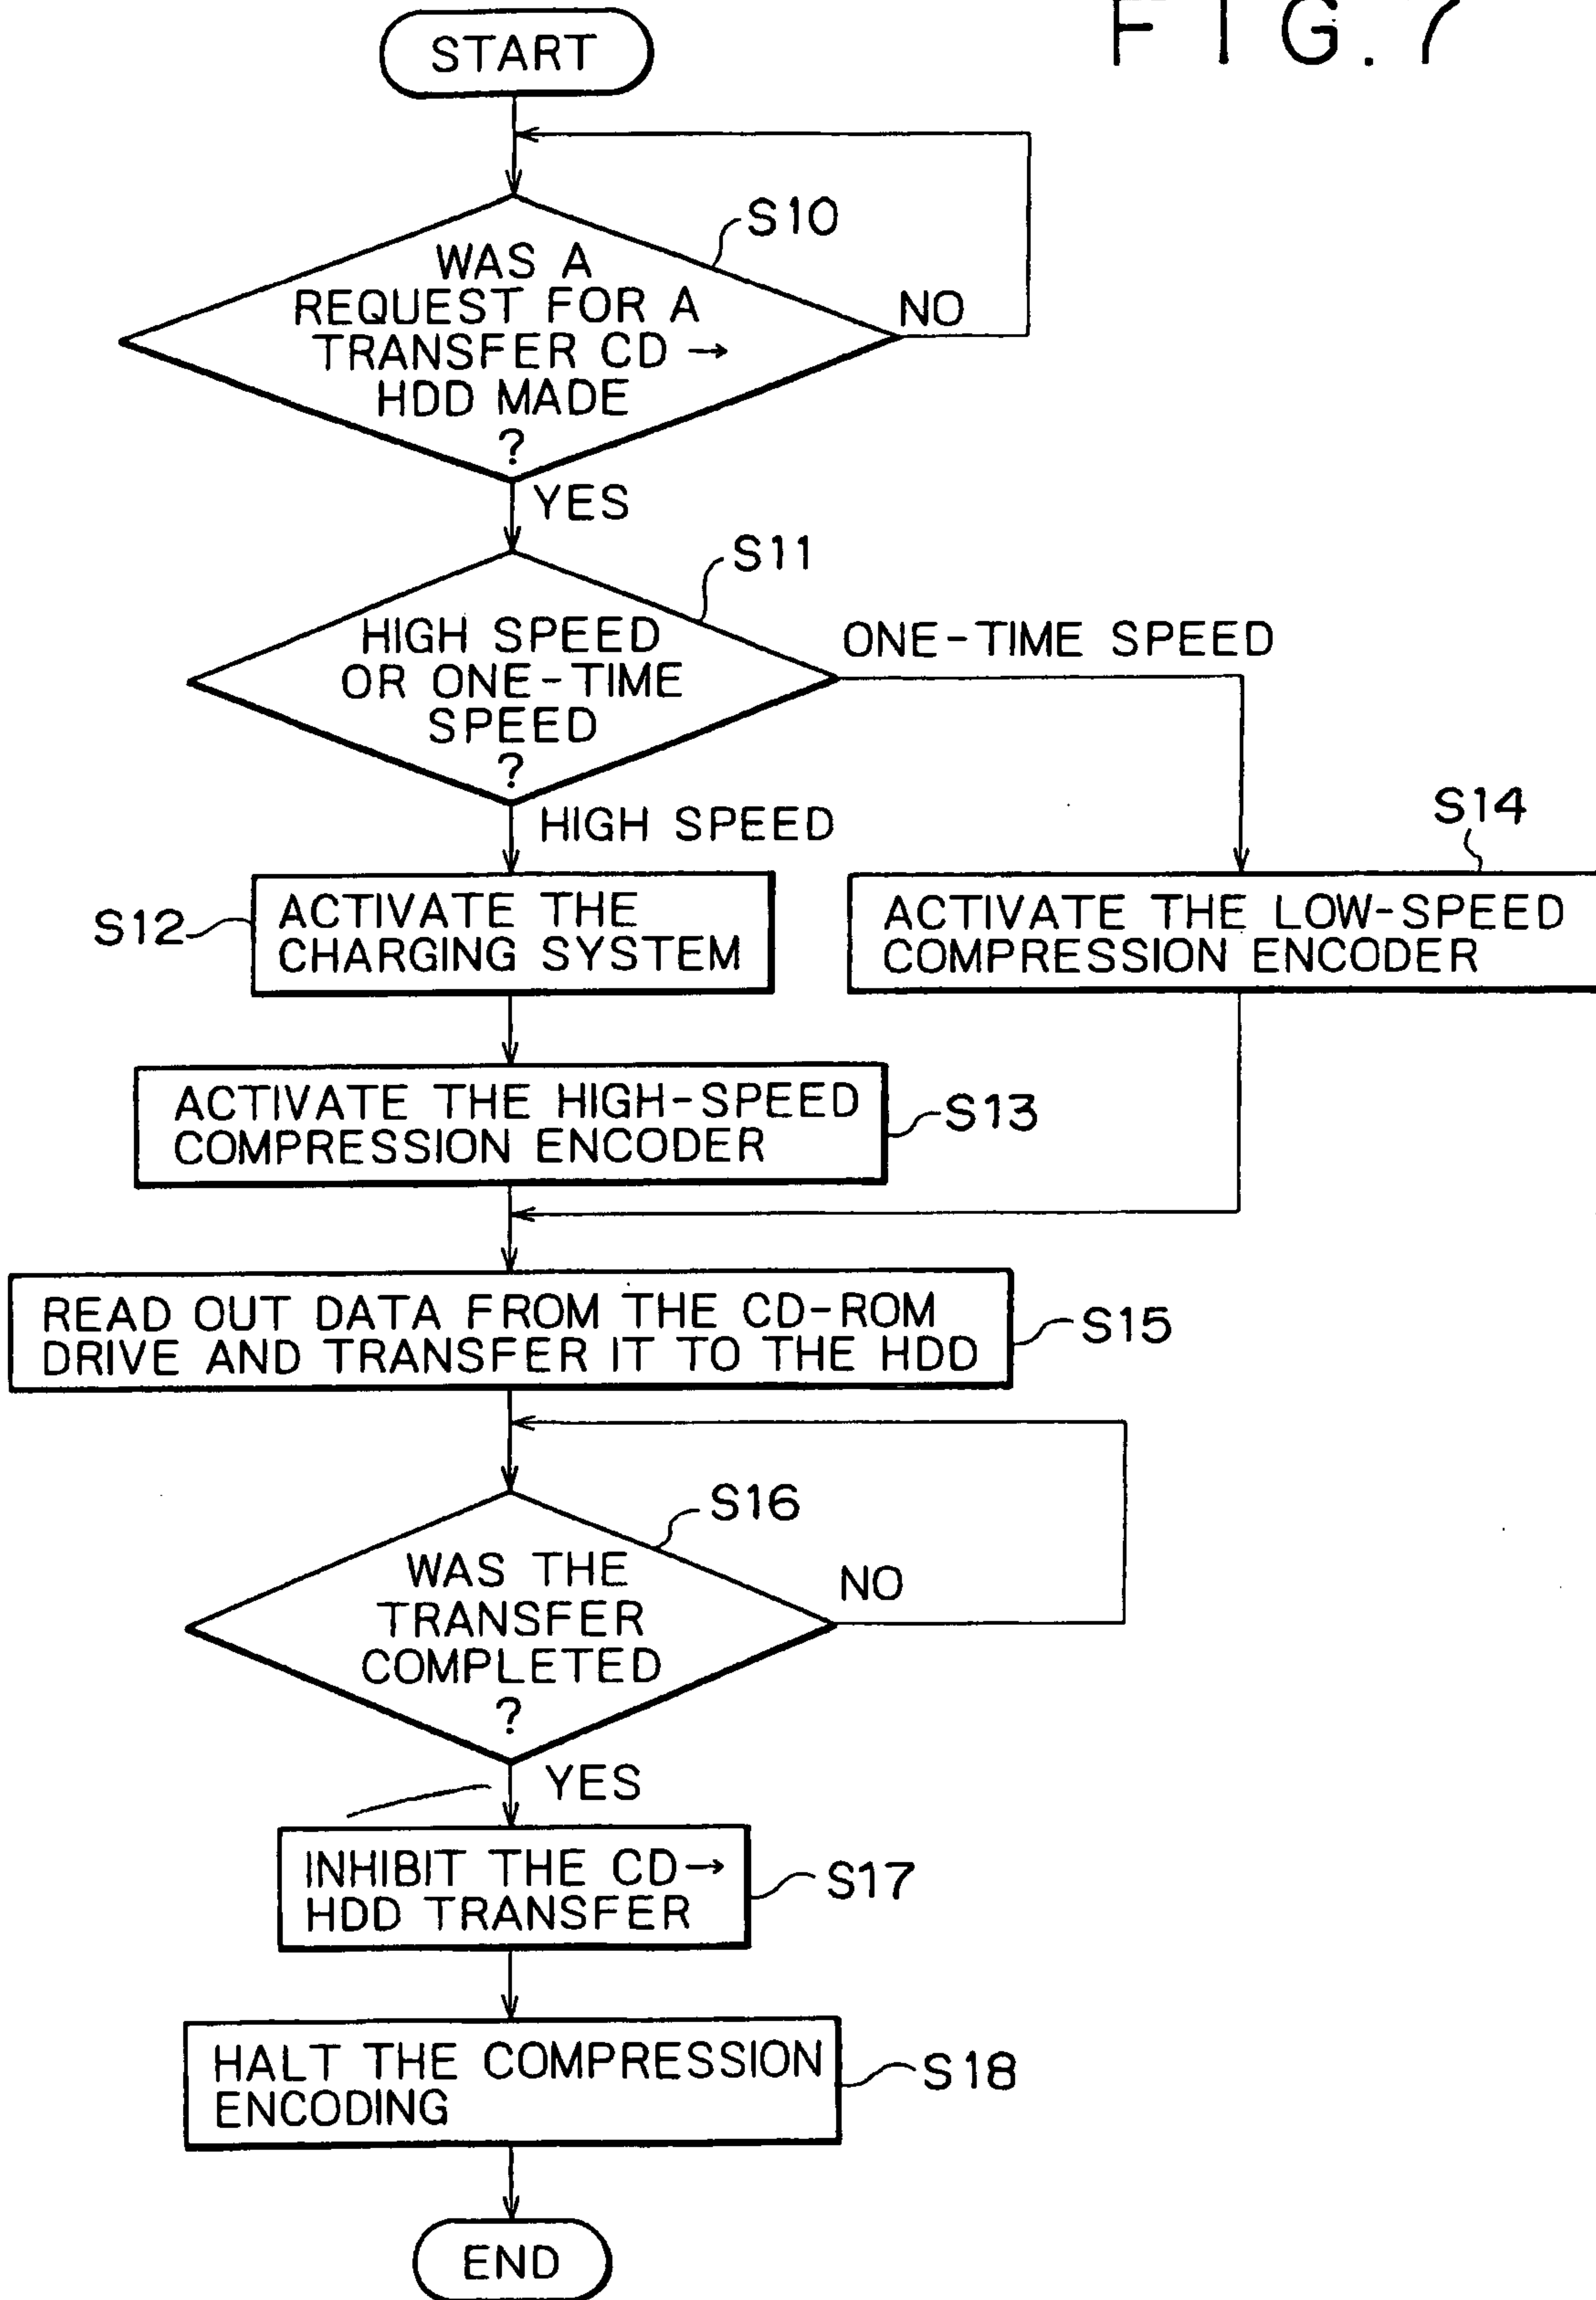 FIG. 7
START
S10
WAS A
REQUEST FOR A
TRANSFER CD →
HDD MADE
?
NO
YES
S11
HIGH SPEED
OR ONE-TIME
SPEED
?
ONE-TIME SPEED
HIGH SPEED
S12
ACTIVATE THE
CHARGING SYSTEM
S14
ACTIVATE THE LOW-SPEED
COMPRESSION ENCODER
ACTIVATE THE HIGH-SPEED
COMPRESSION ENCODER
S13
READ OUT DATA FROM THE CD-ROM
DRIVE AND TRANSFER IT TO THE HDD
S15
S16
WAS THE
TRANSFER
COMPLETED
?
NO
YES
INHIBIT THE CD→
HDD TRANSFER
S17
HALT THE COMPRESSION
ENCODING
S18
END